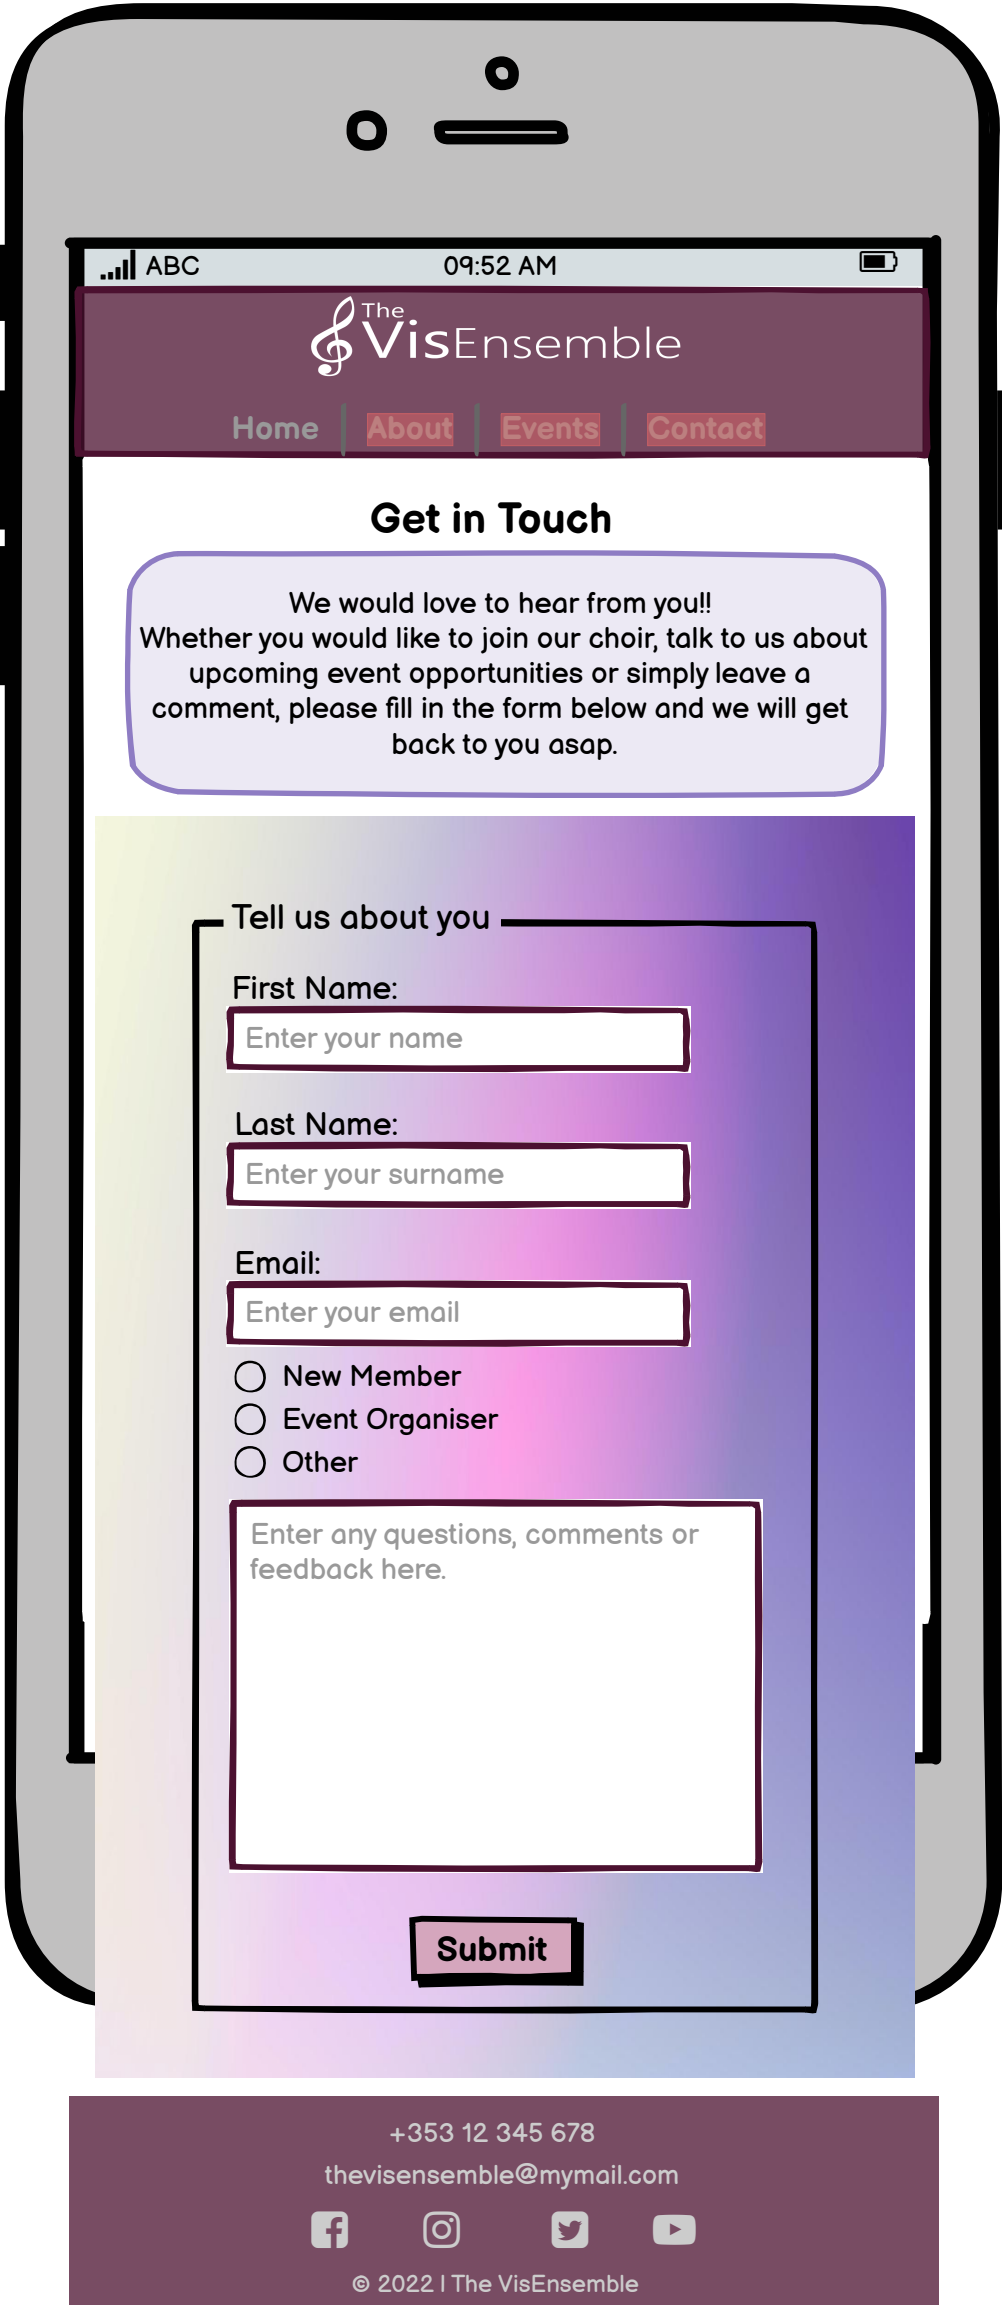 ABC 09:52 AM
The
VisEnsemble
Home About Events Contact
Get in Touch
We would love to hear from you!!
Whether you would like to join our choir, talk to us about
upcoming event opportunities or simply leave a
comment, please fill in the form below and we will get
back to you asap.
Tell us about you
First Name:
Enter your name
Last Name:
Enter your surname
Email:
Enter your email
New Member
Event Organiser
Other
Enter any questions, comments or
feedback here.
Submit
+353 12 345 678
thevisensemble@mymail.com
© 2022 | The VisEnsemble